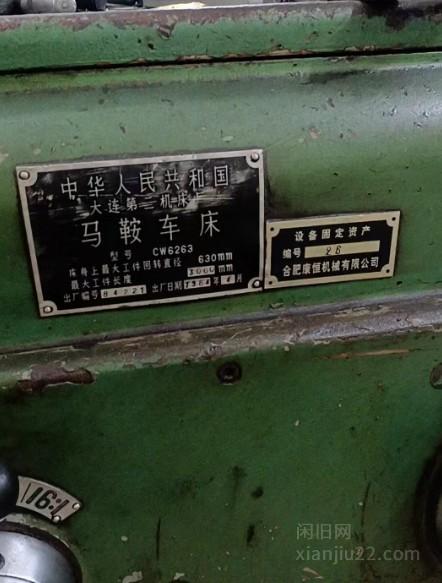 中华人民共和国
大连第二机床厂
马鞍车床
型号 CW6263
床身上最大工件回转直径 630mm
最大工件长度 3000mm
出厂编号 84221 出厂日期 1984年 月
设备固定资产
编号 28
合肥康恒机械有限公司
16:1
闲旧网
xianjiu22.com